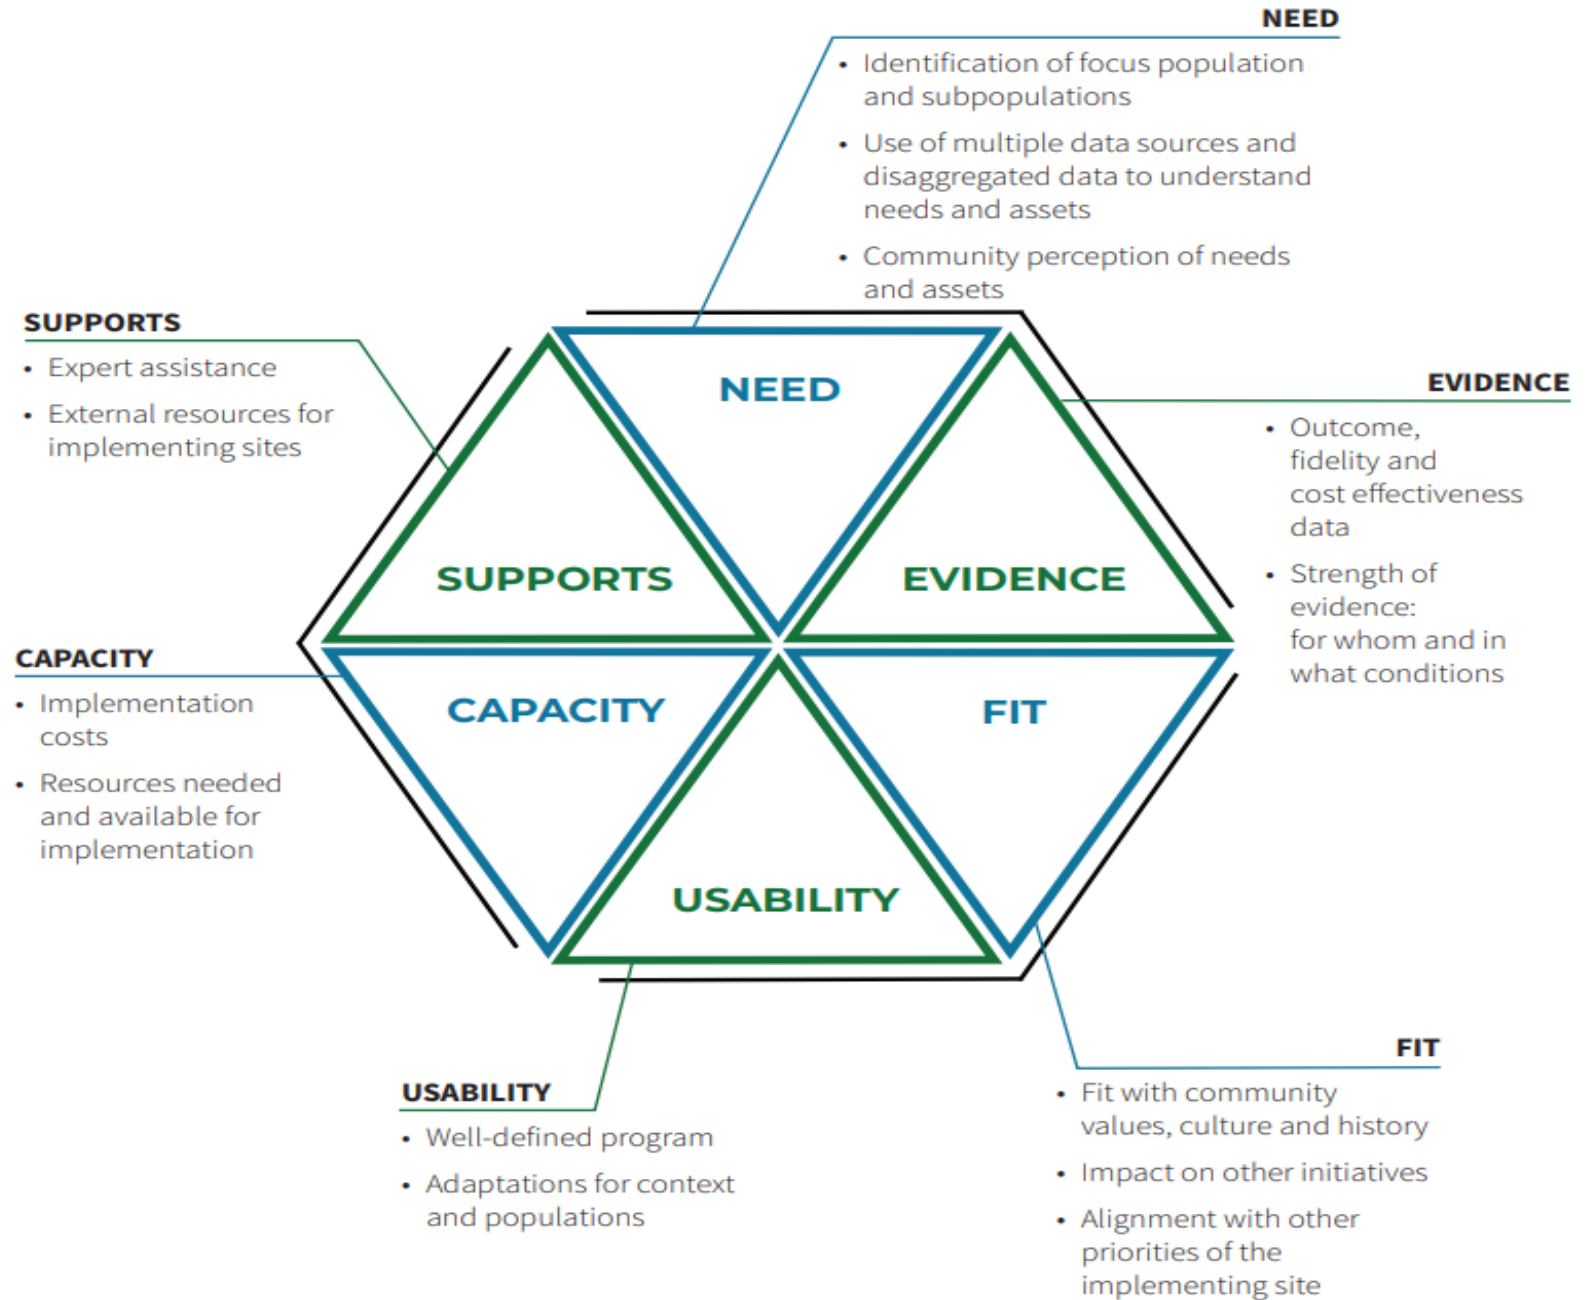 NEED
• Identification of focus population
and subpopulations
• Use of multiple data sources and
disaggregated data to understand
needs and assets
• Community perception of needs
and assets
SUPPORTS
• Expert assistance
• External resources for
implementing sites
EVIDENCE
• Outcome,
fidelity and
cost effectiveness
data
• Strength of
evidence:
for whom and in
what conditions
NEED
SUPPORTS
EVIDENCE
CAPACITY
• Implementation
costs
• Resources needed
and available for
implementation
CAPACITY
FIT
USABILITY
USABILITY
• Well-defined program
• Adaptations for context
and populations
FIT
• Fit with community
values, culture and history
• Impact on other initiatives
• Alignment with other
priorities of the
implementing site